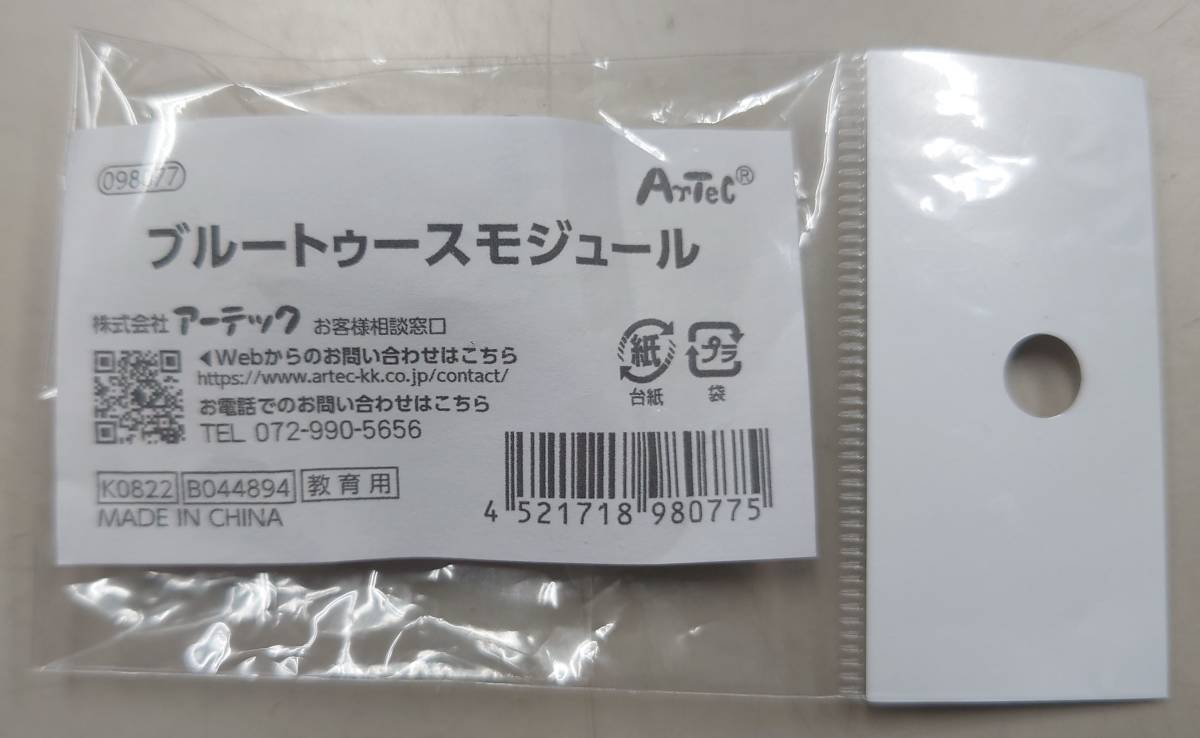 098077
ArTeC®
ブルートゥースモジュール
株式会社 アーテック お客様相談窓口
◀Webからのお問い合わせはこちら
https://www.artec-kk.co.jp/contact/
お電話でのお問い合わせはこちら
TEL 072-990-5656
紙 プラ
台紙 袋
K0822 B044894 教育用
MADE IN CHINA
4 521718 980775